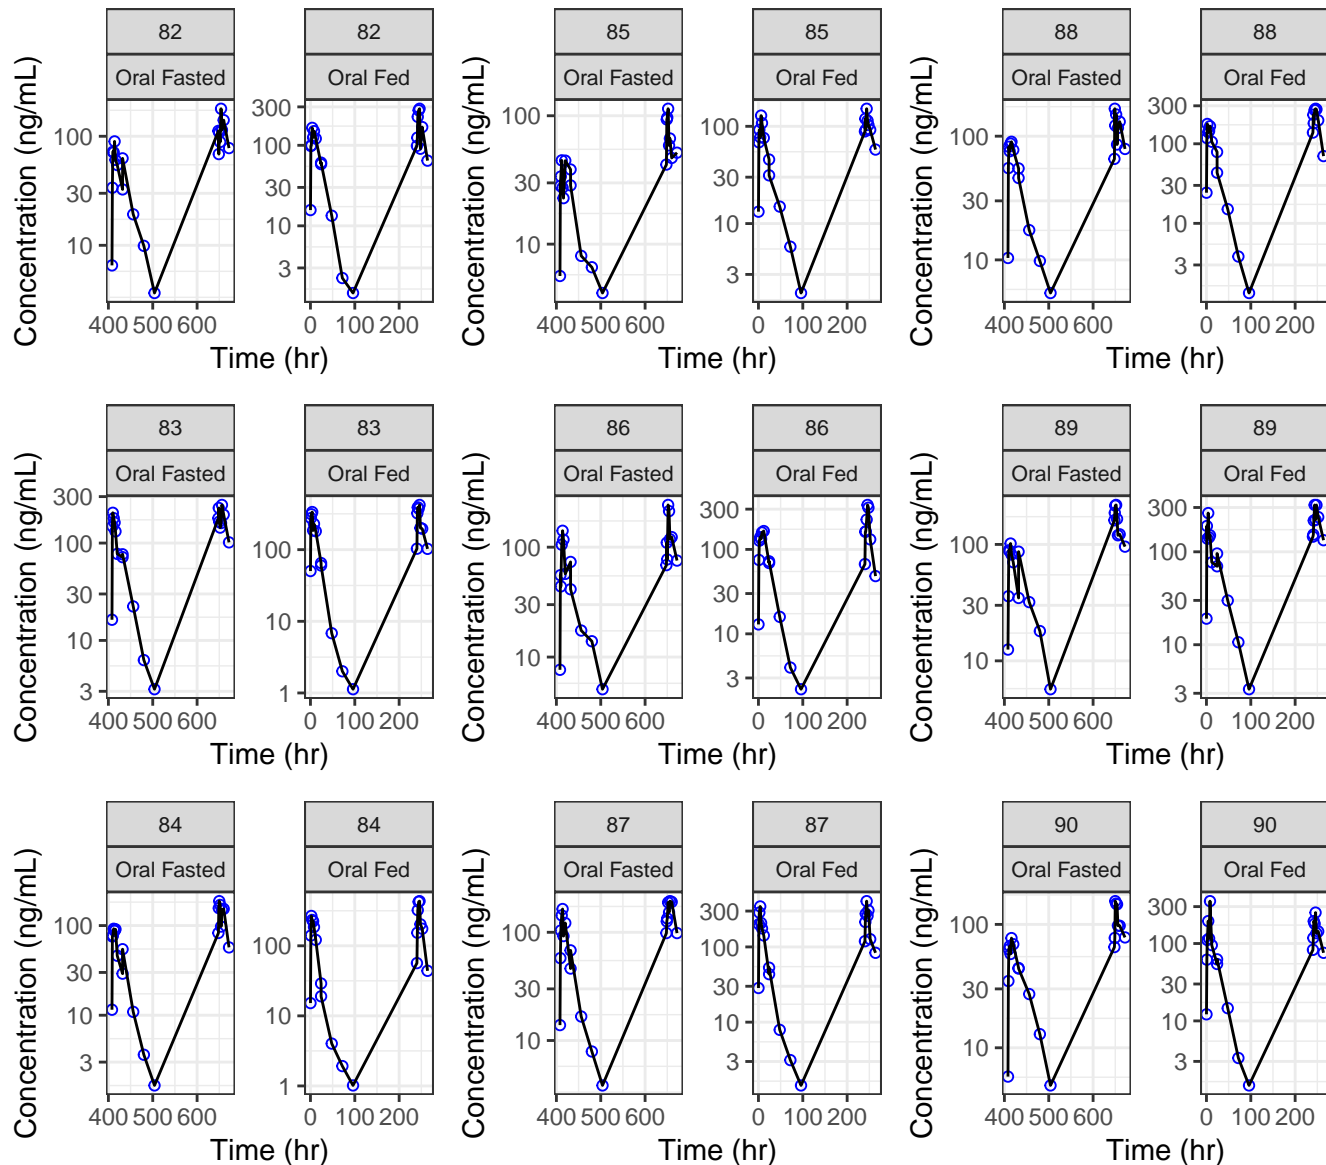 82 82 85 85 88 88
Oral Fasted Oral Fed Oral Fasted Oral Fed Oral Fasted Oral Fed
Concentration (ng/mL) Concentration (ng/mL) Concentration (ng/mL)
100 30 10
300 100 30 10 3
100 30 10
100 30 10 3
100 30 10
300 100 30 10 3
400 500 600 0 100 200 400 500 600 0 100 200 400 500 600 0 100 200
Time (hr) Time (hr) Time (hr)
83 83 86 86 89 89
Oral Fasted Oral Fed Oral Fasted Oral Fed Oral Fasted Oral Fed
Concentration (ng/mL) Concentration (ng/mL) Concentration (ng/mL)
300 100 30 10 3
100 10 1
100 30 10
300 100 30 10 3
100 30 10
300 100 30 10 3
400 500 600 0 100 200 400 500 600 0 100 200 400 500 600 0 100 200
Time (hr) Time (hr) Time (hr)
84 84 87 87 90 90
Oral Fasted Oral Fed Oral Fasted Oral Fed Oral Fasted Oral Fed
Concentration (ng/mL) Concentration (ng/mL) Concentration (ng/mL)
100 30 10 3
100 10 1
100 30 10
300 100 30 10 3
100 30 10
300 100 30 10 3
400 500 600 0 100 200 400 500 600 0 100 200 400 500 600 0 100 200
Time (hr) Time (hr) Time (hr)